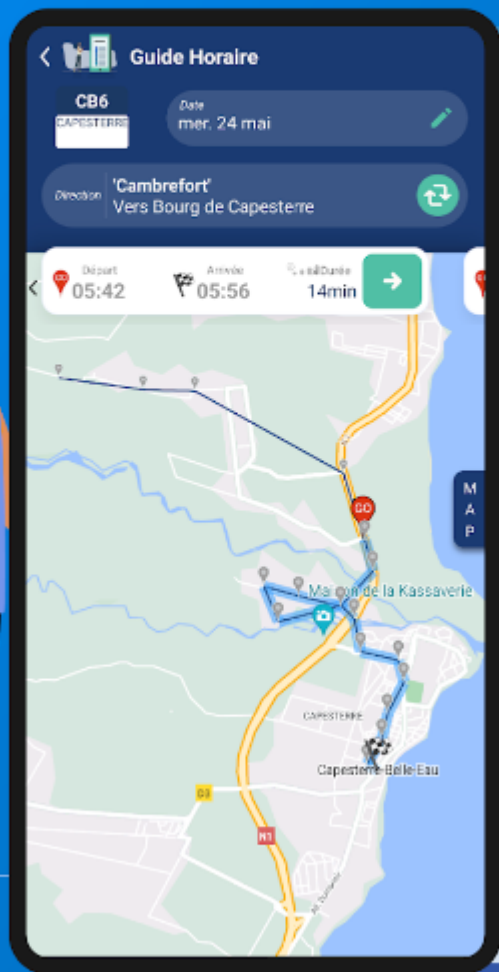 Guide Horaire
CB6
CAPESTERRE
Date
mer. 24 mai
Direction
'Cambrefort'
Vers Bourg de Capesterre
Départ
05:42
Arrivée
05:56
Durée
14min
GO
M
A
P
Maison de la Kassaverie
CAPESTERRE
Capesterre-Belle-Eau
N1